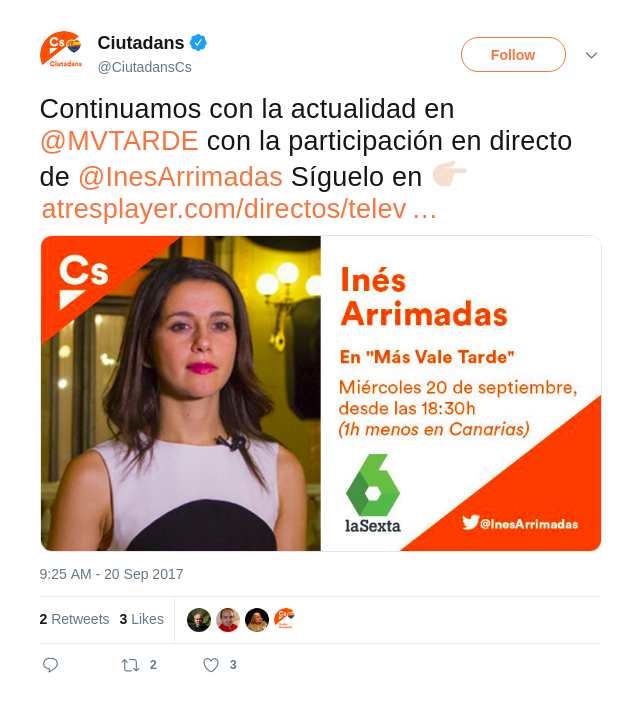 Cs
Ciutadans
Ciutadans
@CiutadansCs
Follow
Continuamos con la actualidad en
@MVTARDE con la participación en directo
de @InesArrimadas Síguelo en
atresplayer.com/directos/telev …
Cs
Inés
Arrimadas
En "Más Vale Tarde"
Miércoles 20 de septiembre,
desde las 18:30h
(1h menos en Canarias)
laSexta
@InesArrimadas
9:25 AM - 20 Sep 2017
2 Retweets 3 Likes
Cs
2 3